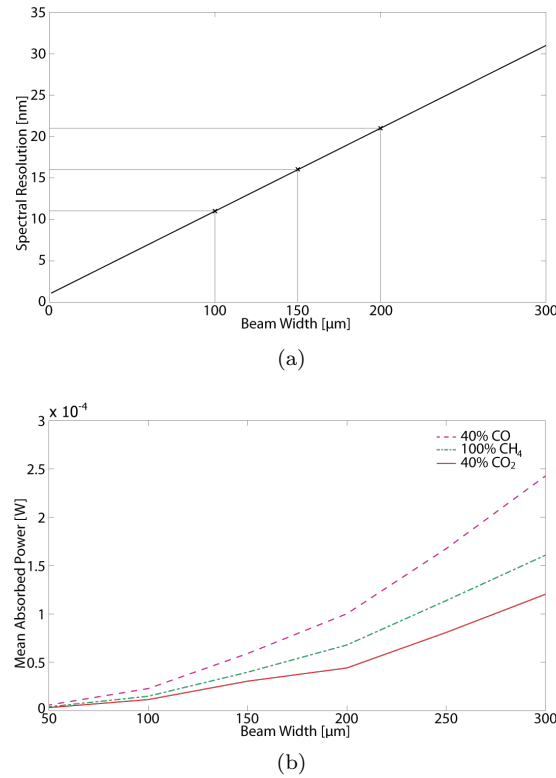 35
30
25
20
15
10
5
0
Spectral Resolution [nm]
0 100 150 200 300
Beam Width [μm]
(a)
3 x 10⁻⁴
2.5
2
1.5
1
0.5
0
Mean Absorbed Power [W]
40% CO
100% CH₄
40% CO₂
50 100 150 200 250 300
Beam Width [μm]
(b)